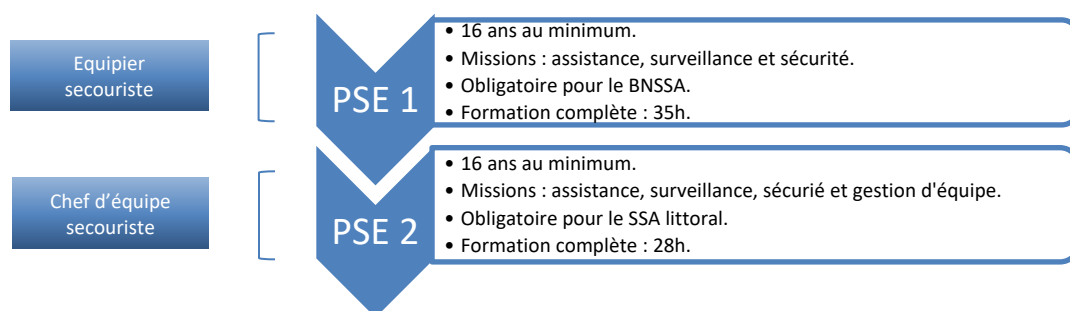 Equipier
secouriste
PSE 1
• 16 ans au minimum.
• Missions : assistance, surveillance et sécurité.
• Obligatoire pour le BNSSA.
• Formation complète : 35h.
Chef d'équipe
secouriste
PSE 2
• 16 ans au minimum.
• Missions : assistance, surveillance, sécurié et gestion d'équipe.
• Obligatoire pour le SSA littoral.
• Formation complète : 28h.